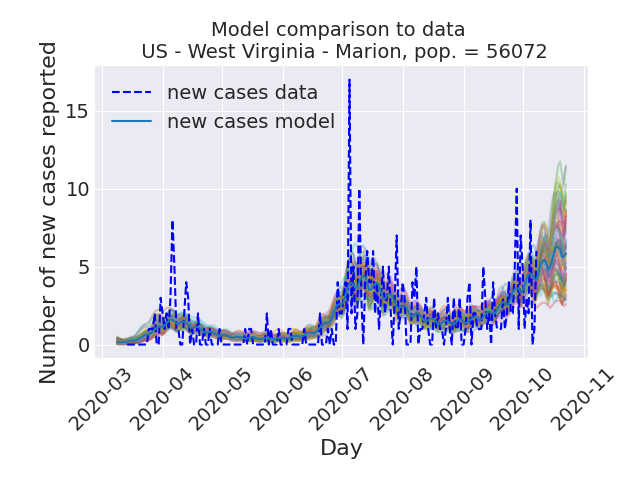 Model comparison to data
US - West Virginia - Marion, pop. = 56072
new cases data
new cases model
Number of new cases reported
15
10
5
0
2020-03
2020-04
2020-05
2020-06
2020-07
2020-08
2020-09
2020-10
2020-11
Day